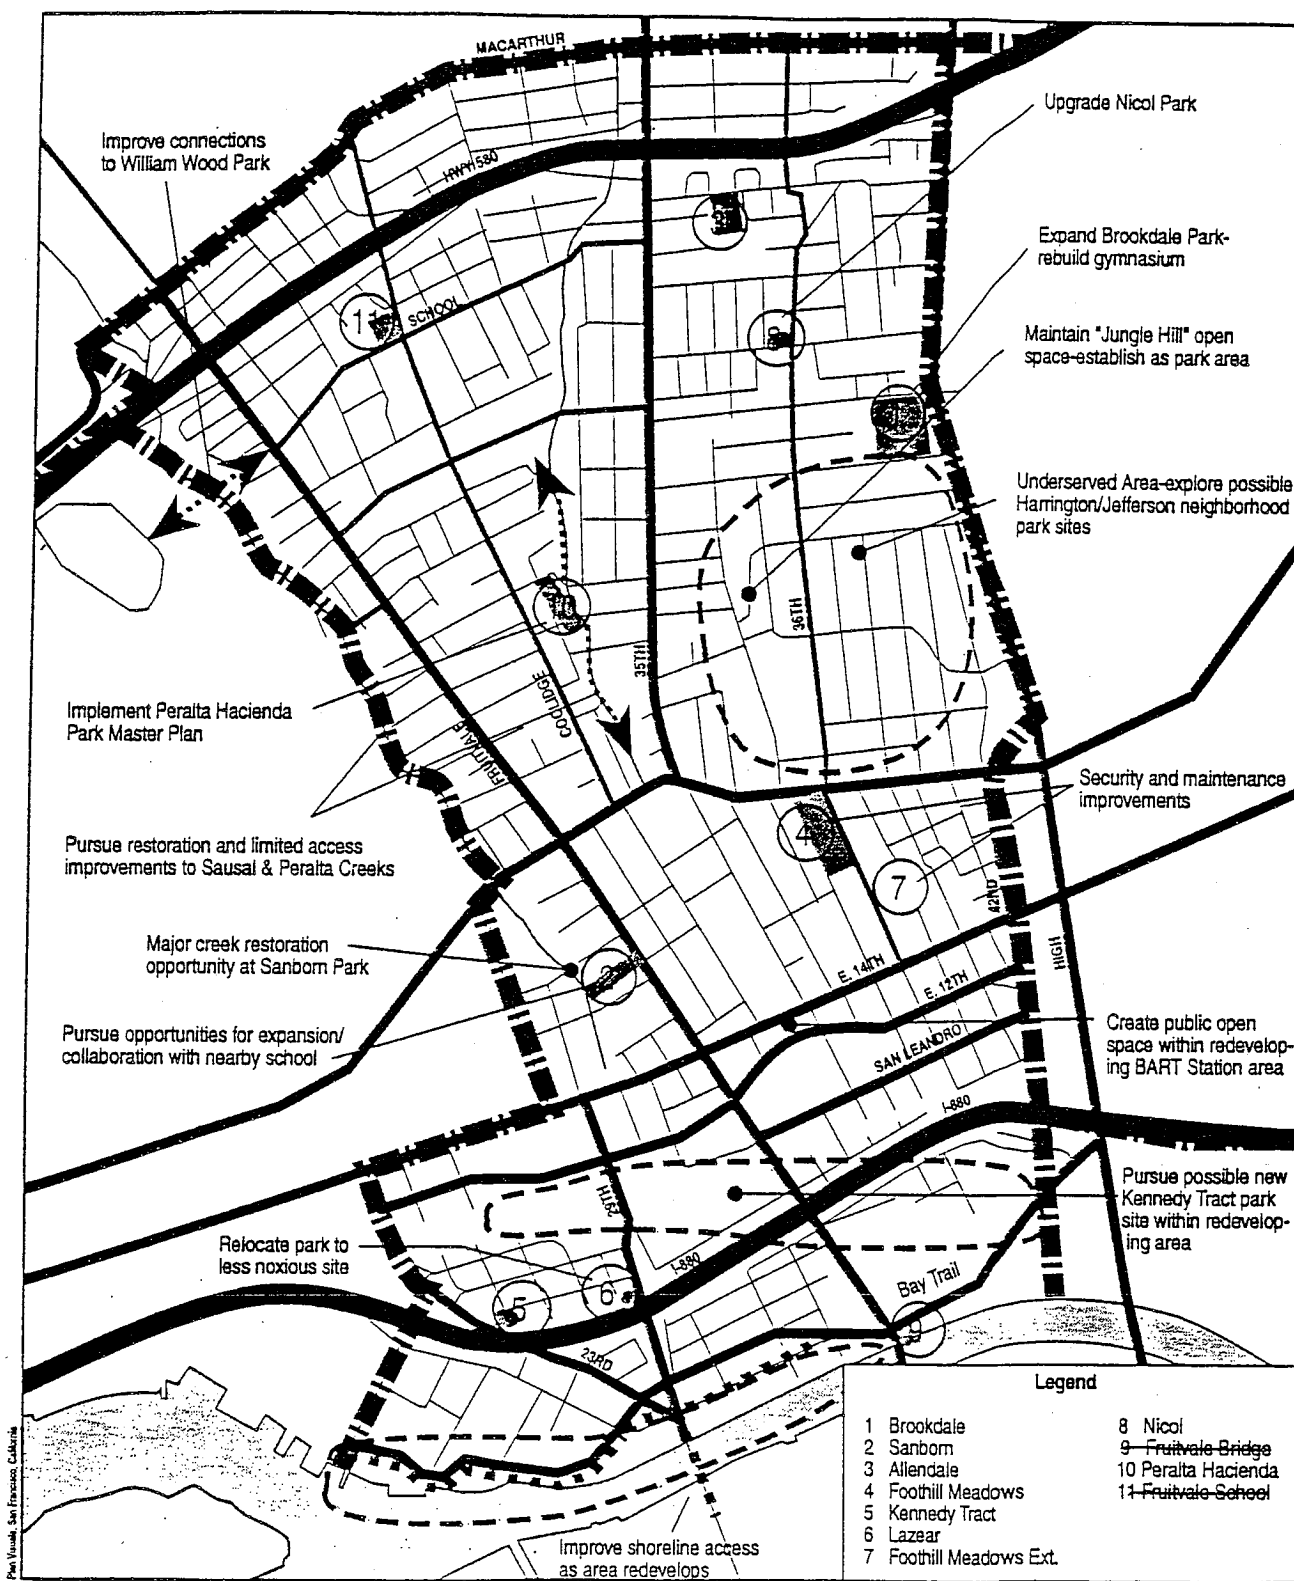 MACARTHUR
Upgrade Nicol Park
Improve connections
to William Wood Park
HWY 580
Expand Brookdale Park-
rebuild gymnasium
11
SCHOOL
Maintain "Jungle Hill" open
space-establish as park area
1
Underserved Area-explore possible
Harrington/Jefferson neighborhood
park sites
36TH
35TH
COOLIDGE
FRUITVALE
Implement Peralta Hacienda
Park Master Plan
Security and maintenance
improvements
4
7
42ND
Pursue restoration and limited access
improvements to Sausal & Peralta Creeks
Major creek restoration
opportunity at Sanborn Park
2
E. 14TH
E. 12TH
HIGH
Pursue opportunities for expansion/
collaboration with nearby school
SAN LEANDRO
Create public open
space within redevelop-
ing BART Station area
I-880
Pursue possible new
Kennedy Tract park
site within redevelop-
ing area
29TH
Relocate park to
less noxious site
I-880
Bay Trail
5
6
9
23RD
Improve shoreline access
as area redevelops
Legend
1 Brookdale
2 Sanborn
3 Allendale
4 Foothill Meadows
5 Kennedy Tract
6 Lazear
7 Foothill Meadows Ext.
8 Nicol
9 Fruitvale Bridge
10 Peralta Hacienda
11 Fruitvale School
San Francisco, California